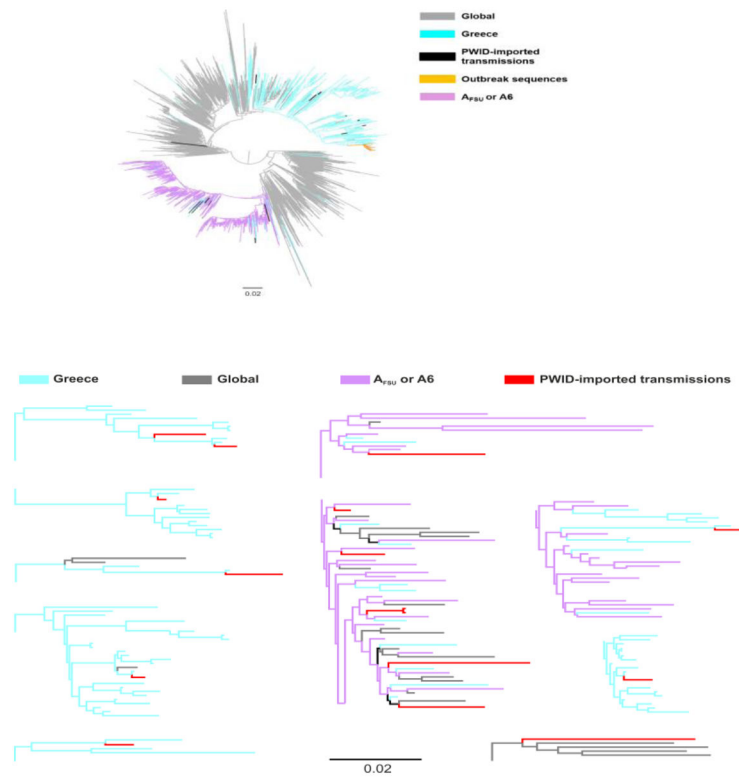 Global
Greece
PWID-imported
transmissions
Outbreak sequences
AFSU or A6
0.02
Greece
Global
AFSU or A6
PWID-imported transmissions
0.02